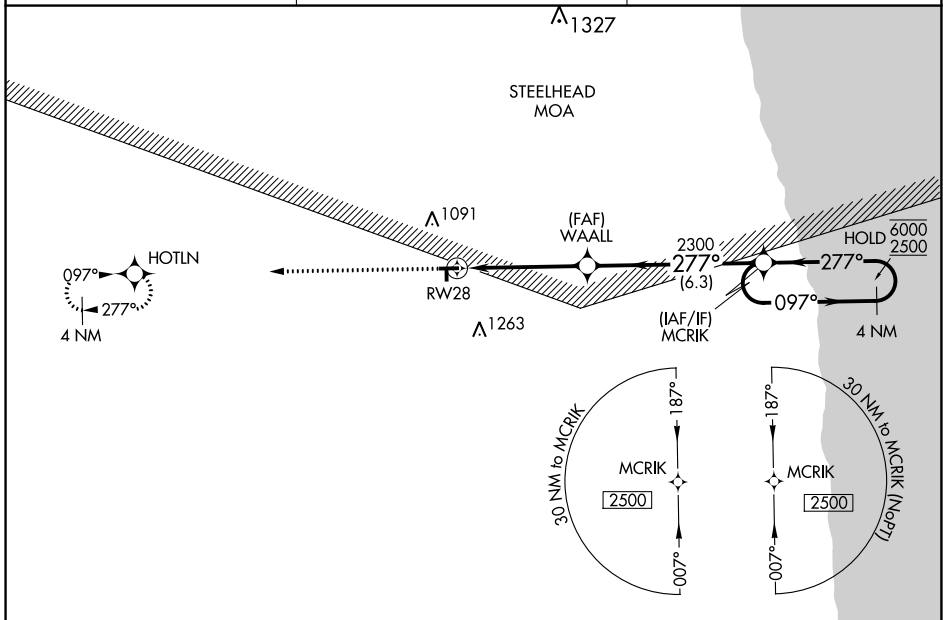 1327
STEELHEAD
MOA
1091
(FAF)
WAALL
HOTLN
097°
277°
4 NM
RW28
1263
2300
277°
(6.3)
(IAF/IF)
MCRIK
HOLD
6000
2500
277°
097°
4 NM
30 NM to MCRIK
187°
MCRIK
2500
007°
187°
30 NM to MCRIK (NoPT)
MCRIK
2500
007°